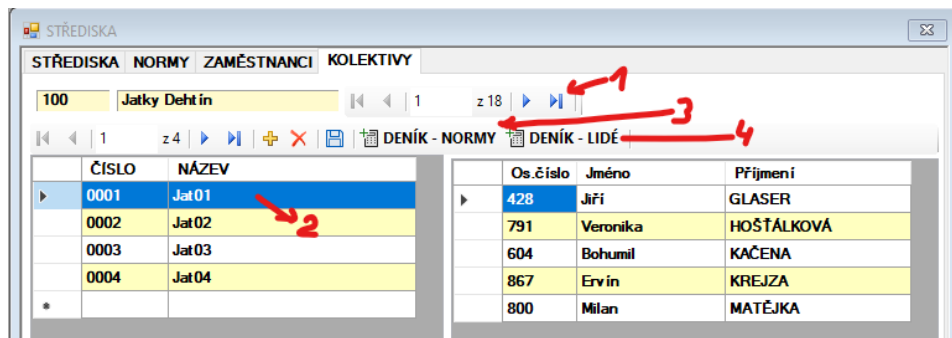 STŘEDISKA
STŘEDISKA NORMY ZAMĚSTNANCI KOLEKTIVY
100 Jatky Dehtín 1 z 18 1
3
1 z 4 DENÍK - NORMY DENÍK - LIDÉ 4
ČÍSLO NÁZEV
0001 Jat01
0002 Jat02
0003 Jat03
0004 Jat04
*
2
Os.číslo Jméno Příjmení
428 Jiří GLASER
791 Veronika HOŠŤÁLKOVÁ
604 Bohumil KAČENA
867 Ervín KREJZA
800 Milan MATĚJKA